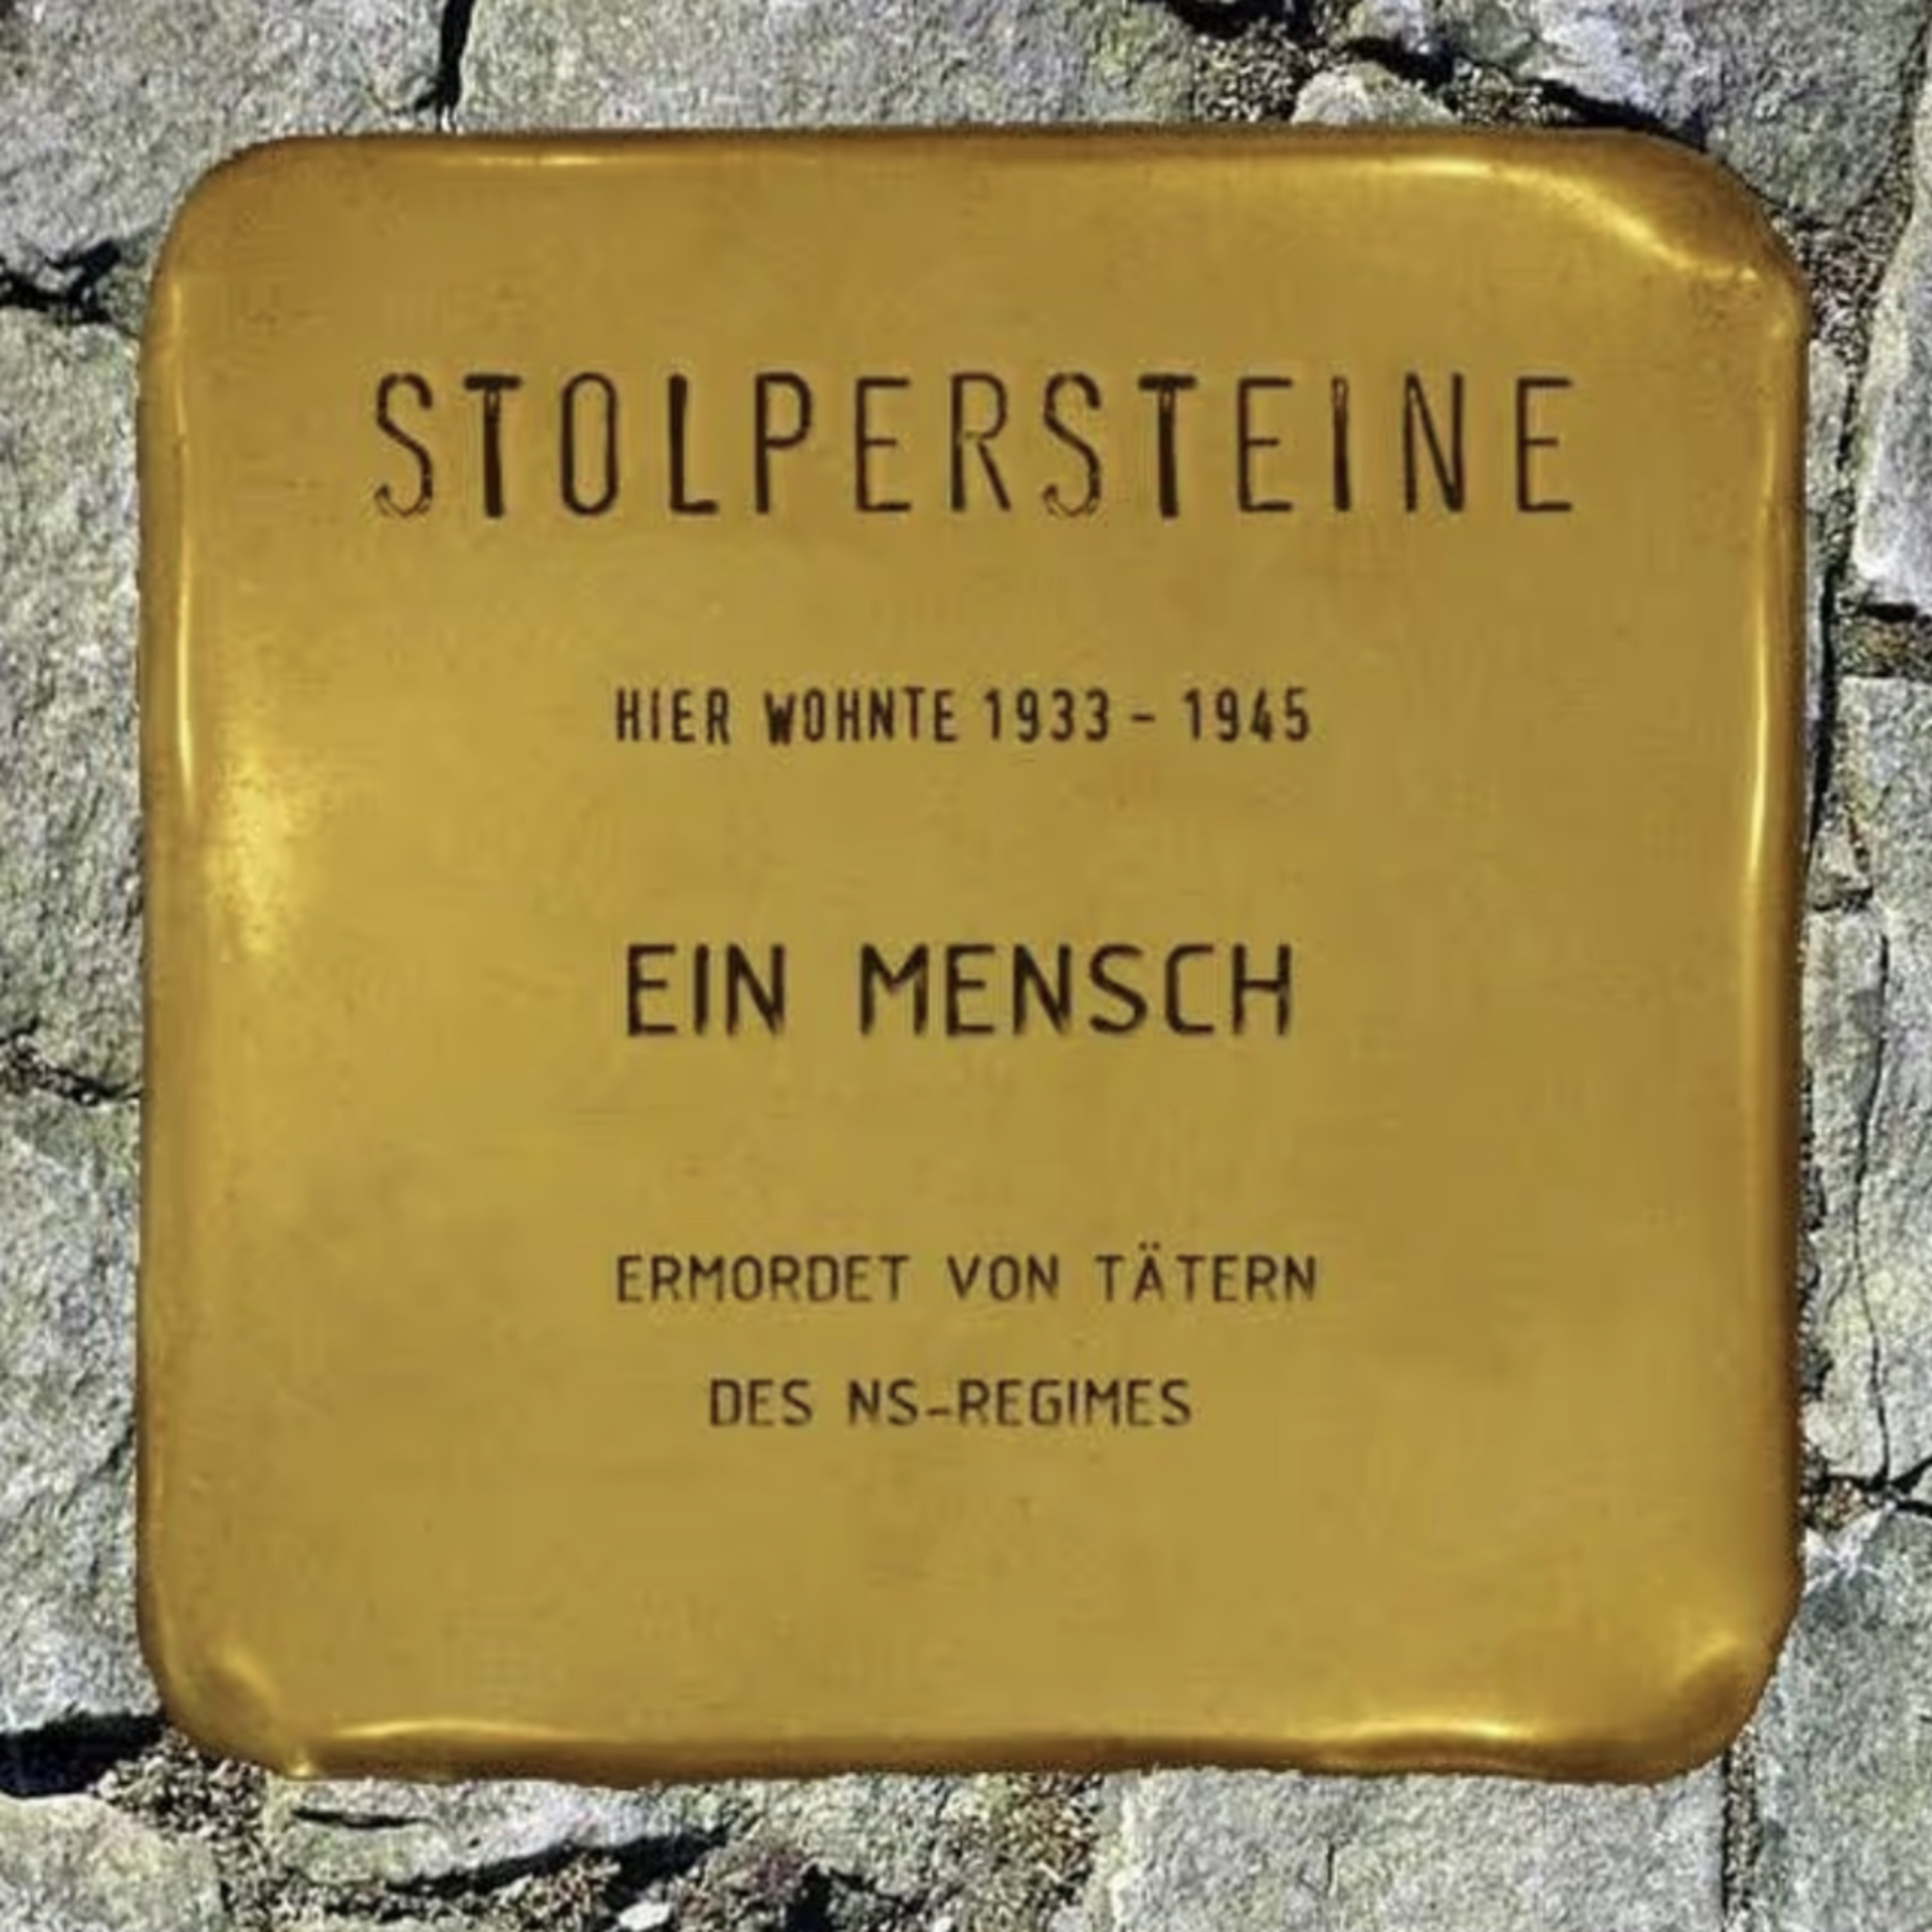 STOLPERSTEINE
HIER WOHNTE 1933 - 1945
EIN MENSCH
ERMORDET VON TÄTERN
DES NS-REGIMES